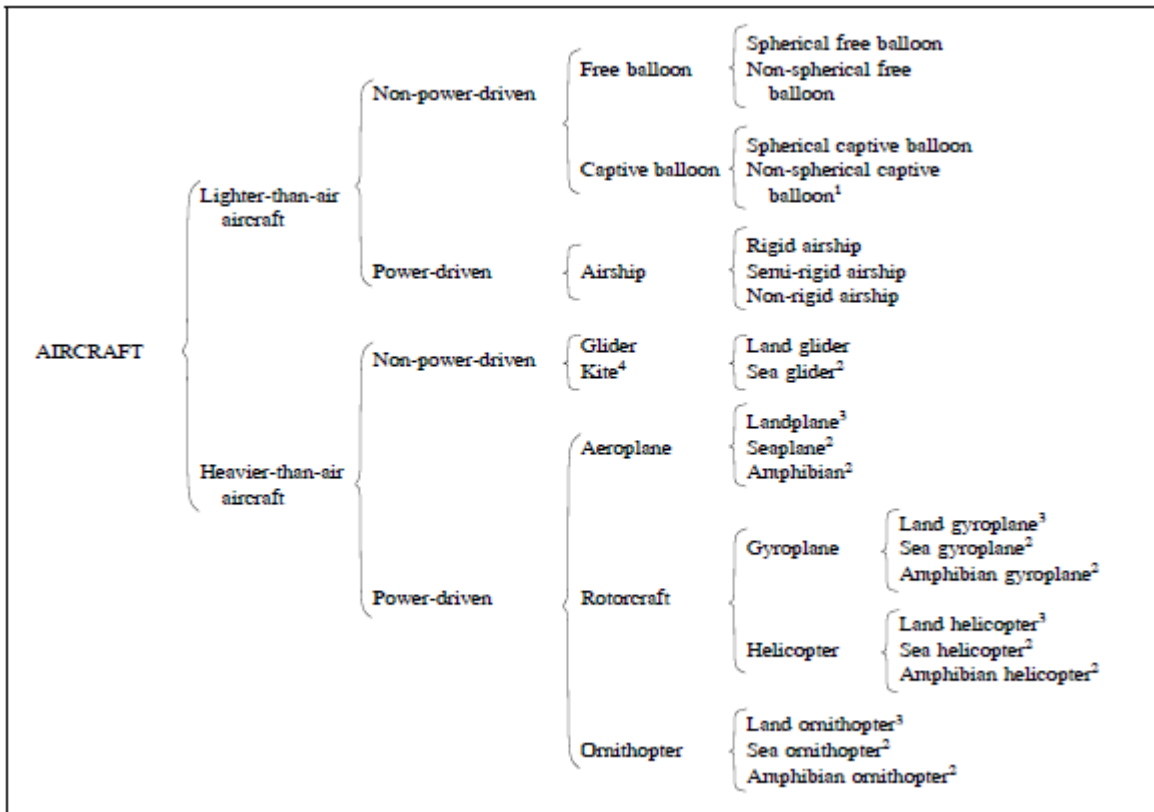 AIRCRAFT
Lighter-than-air
aircraft
Non-power-driven
Free balloon
Spherical free balloon
Non-spherical free
balloon
Captive balloon
Spherical captive balloon
Non-spherical captive
balloon¹
Power-driven
Airship
Rigid airship
Semi-rigid airship
Non-rigid airship
Heavier-than-air
aircraft
Non-power-driven
Glider
Kite⁴
Land glider
Sea glider²
Power-driven
Aeroplane
Landplane³
Seaplane²
Amphibian²
Rotorcraft
Gyroplane
Land gyroplane³
Sea gyroplane²
Amphibian gyroplane²
Helicopter
Land helicopter³
Sea helicopter²
Amphibian helicopter²
Ornithopter
Land ornithopter³
Sea ornithopter²
Amphibian ornithopter²